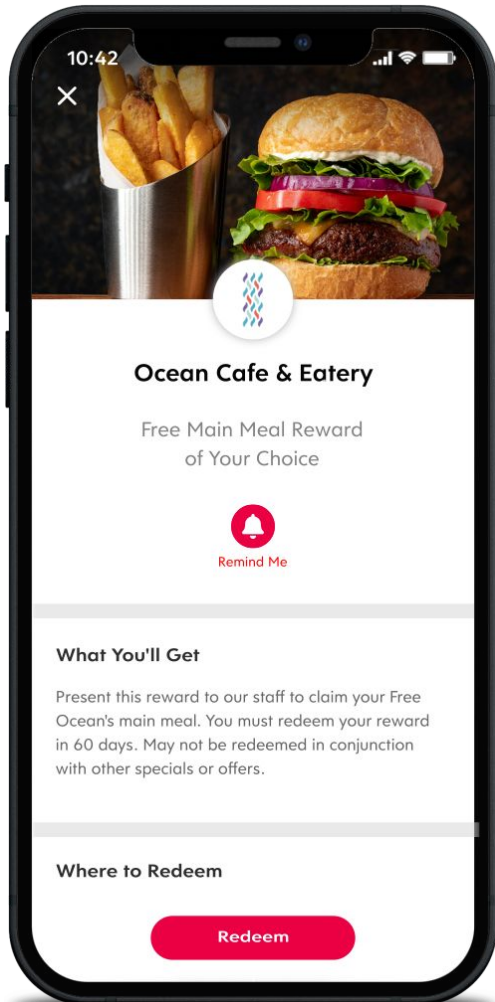 10:42
Ocean Cafe & Eatery
Free Main Meal Reward
of Your Choice
Remind Me
What You'll Get
Present this reward to our staff to claim your Free
Ocean's main meal. You must redeem your reward
in 60 days. May not be redeemed in conjunction
with other specials or offers.
Where to Redeem
Redeem